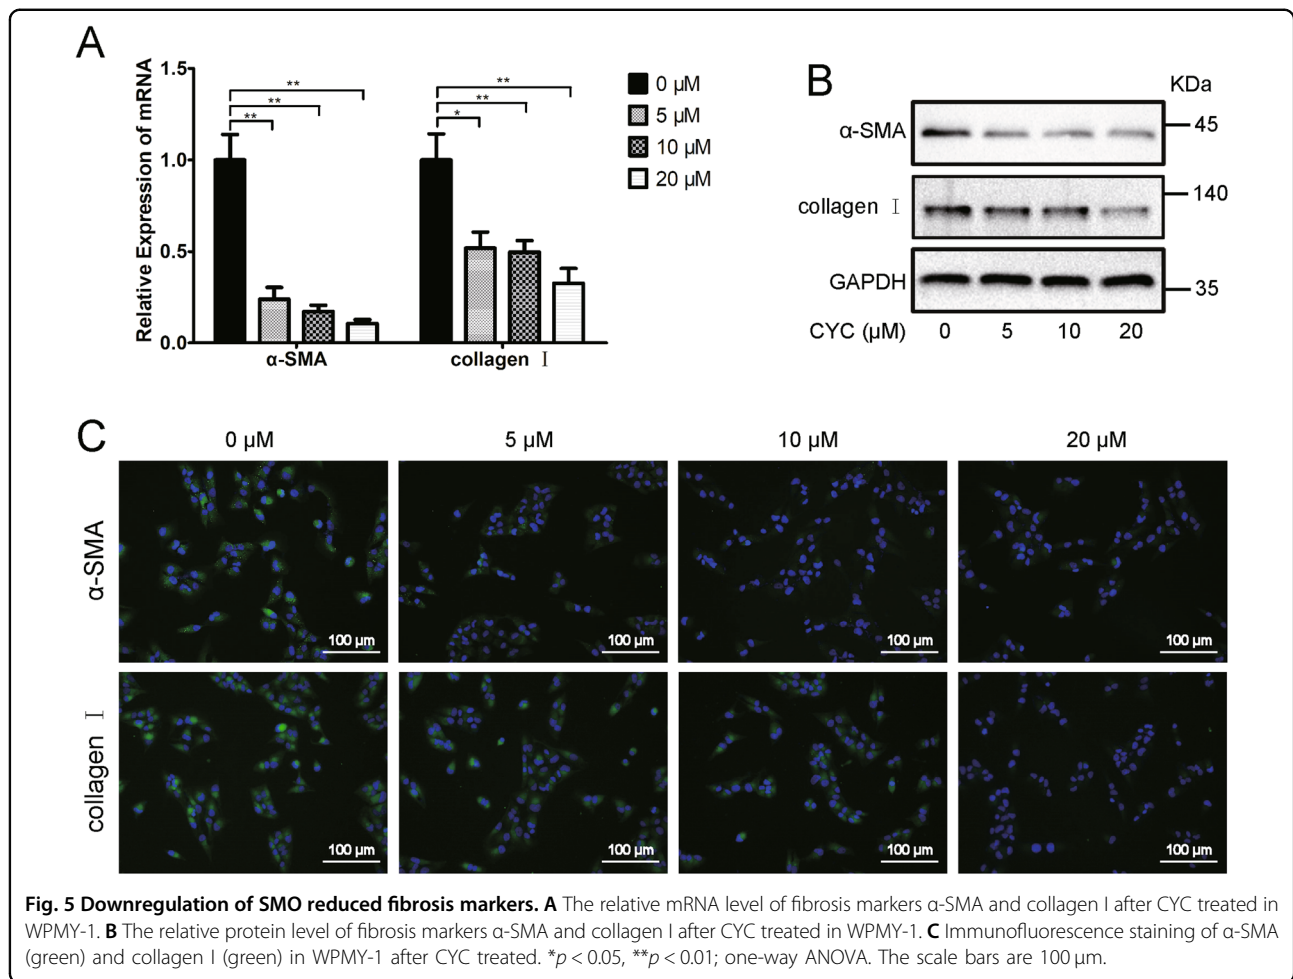 A
Relative Expression of mRNA
1.5
1.0
0.5
0.0
** ** **
* ** **
α-SMA
collagen Ⅰ
0 μM
5 μM
10 μM
20 μM
B
KDa
α-SMA
45
collagen Ⅰ
140
GAPDH
35
CYC (μM) 0 5 10 20
C
0 μM 5 μM 10 μM 20 μM
α-SMA
100 μm 100 μm 100 μm 100 μm
collagen Ⅰ
100 μm 100 μm 100 μm 100 μm
Fig. 5 Downregulation of SMO reduced fibrosis markers. A The relative mRNA level of fibrosis markers α-SMA and collagen I after CYC treated in
WPMY-1. B The relative protein level of fibrosis markers α-SMA and collagen I after CYC treated in WPMY-1. C Immunofluorescence staining of α-SMA
(green) and collagen I (green) in WPMY-1 after CYC treated. *p < 0.05, **p < 0.01; one-way ANOVA. The scale bars are 100 μm.